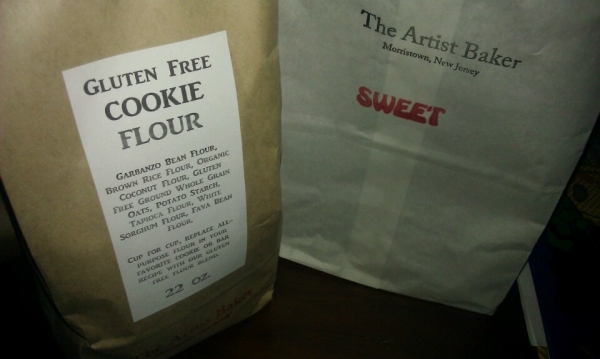 Gluten Free
Cookie
Flour
Garbanzo Bean Flour,
Brown Rice Flour, Organic
Coconut Flour, Gluten
Free Ground Whole Grain
Oats, Potato Starch,
Tapioca Flour, White
Sorghum Flour, Fava Bean
Flour.
Cup for cup, replace all-
purpose flour in your
favorite cookie or bar
recipe with our gluten
free flour blend.
22 oz.
The Artist Baker
The Artist Baker
Morristown, New Jersey
SWEET